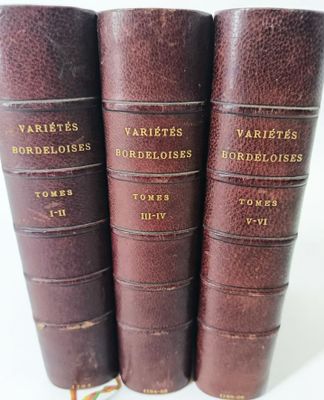 VARIÉTÉS
BORDELOISES
TOMES
I-II
VARIÉTÉS
BORDELOISES
TOMES
III-IV
VARIÉTÉS
BORDELOISES
TOMES
V-VI